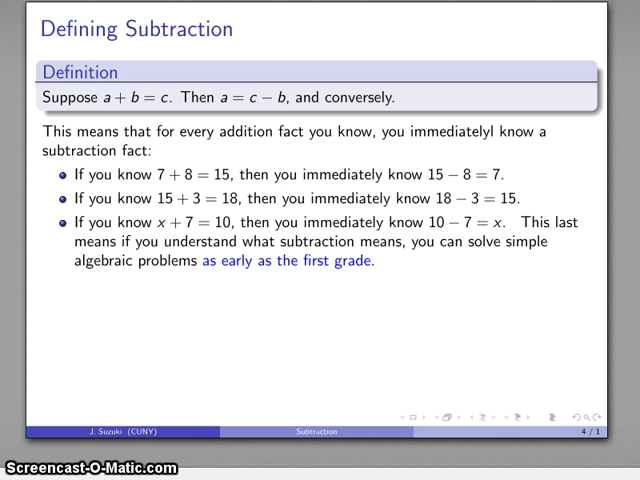 Defining Subtraction
Definition
Suppose a + b = c. Then a = c − b, and conversely.
This means that for every addition fact you know, you immediatelyl know a
subtraction fact:
If you know 7 + 8 = 15, then you immediately know 15 − 8 = 7.
If you know 15 + 3 = 18, then you immediately know 18 − 3 = 15.
If you know x + 7 = 10, then you immediately know 10 − 7 = x. This last
means if you understand what subtraction means, you can solve simple
algebraic problems as early as the first grade.
J. Suzuki (CUNY) Subtraction 4 / 1
Screencast-O-Matic.com